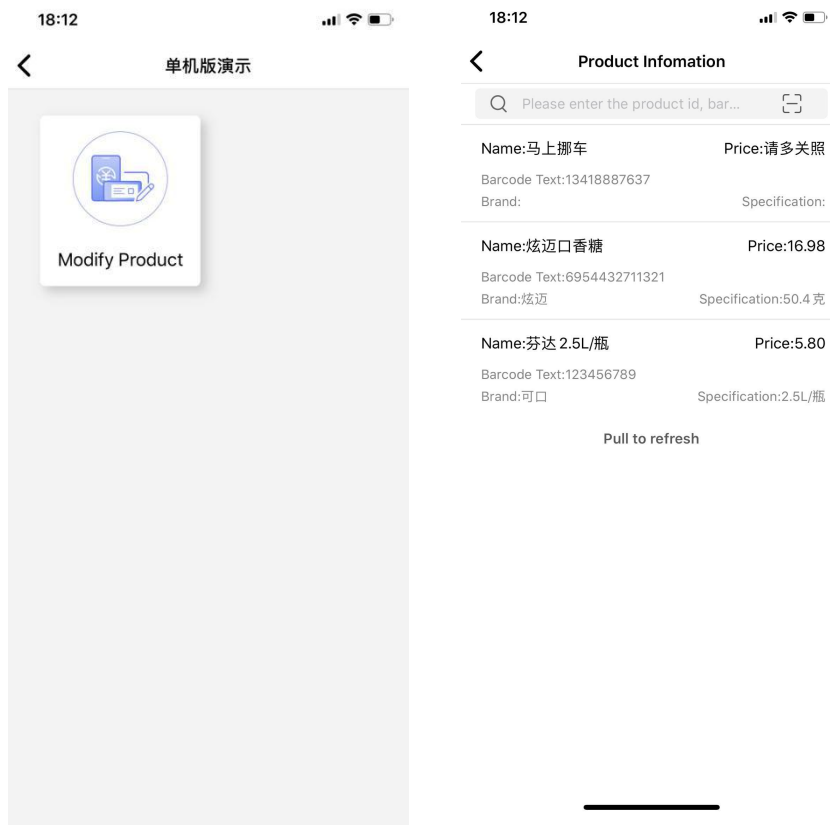 18:12
单机版演示
Modify Product
18:12
Product Infomation
Please enter the product id, bar...
Name:马上挪车 Price:请多关照
Barcode Text:13418887637
Brand: Specification:
Name:炫迈口香糖 Price:16.98
Barcode Text:6954432711321
Brand:炫迈 Specification:50.4克
Name:芬达2.5L/瓶 Price:5.80
Barcode Text:123456789
Brand:可口 Specification:2.5L/瓶
Pull to refresh